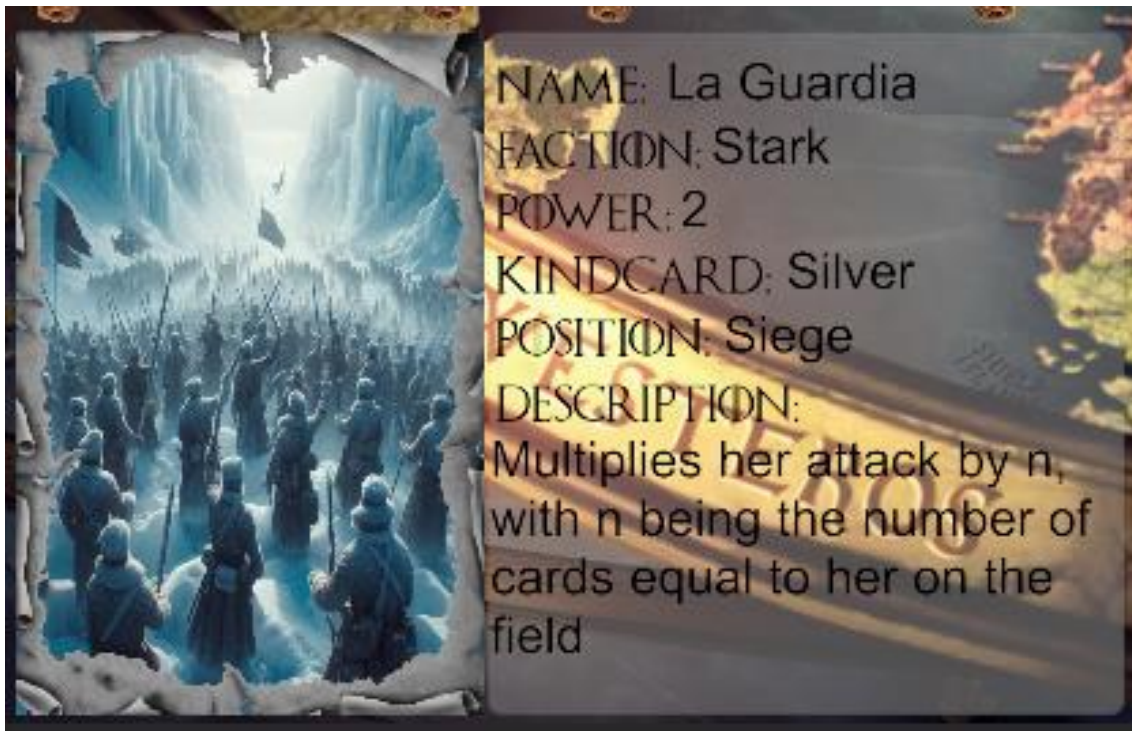 NAME: La Guardia
FACTION: Stark
POWER: 2
KINDCARD: Silver
POSITION: Siege
DESCRIPTION:
Multiplies her attack by n,
with n being the number of
cards equal to her on the
field
WESTEROS